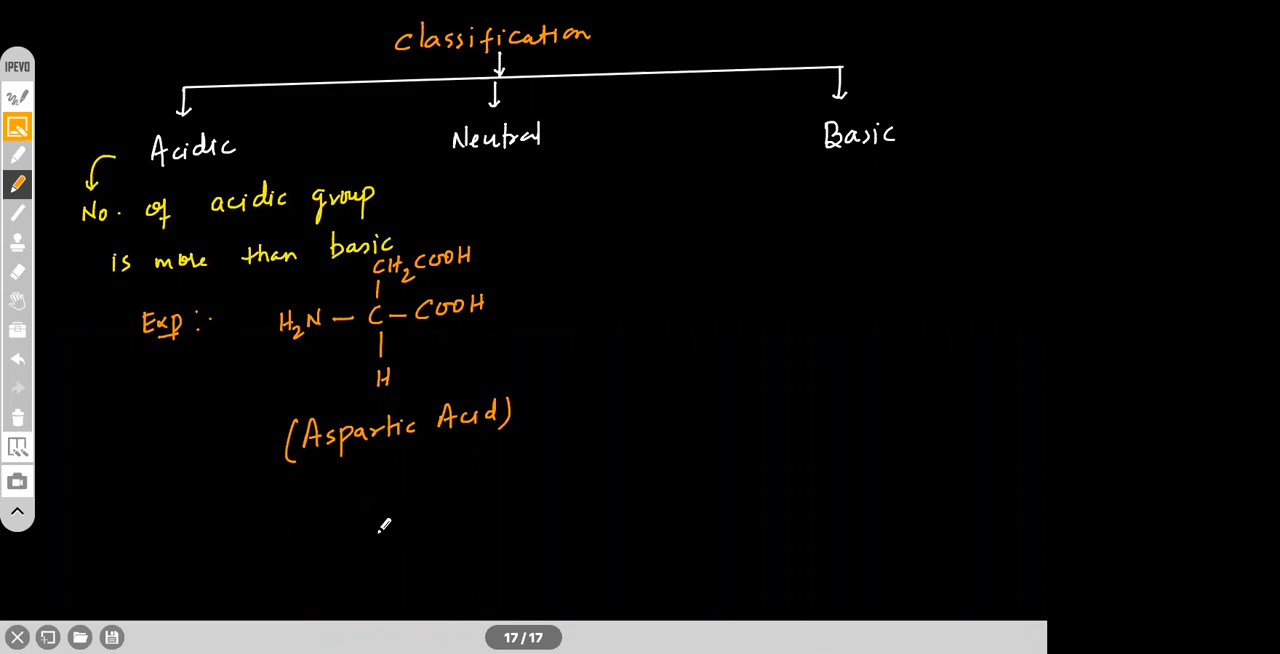 classification
IPEVO
Acidic Neutral Basic
No. of acidic group
is more than basic
CH₂COOH
Exp :- H₂N — C — COOH
H
(Aspartic Acid)
17/17